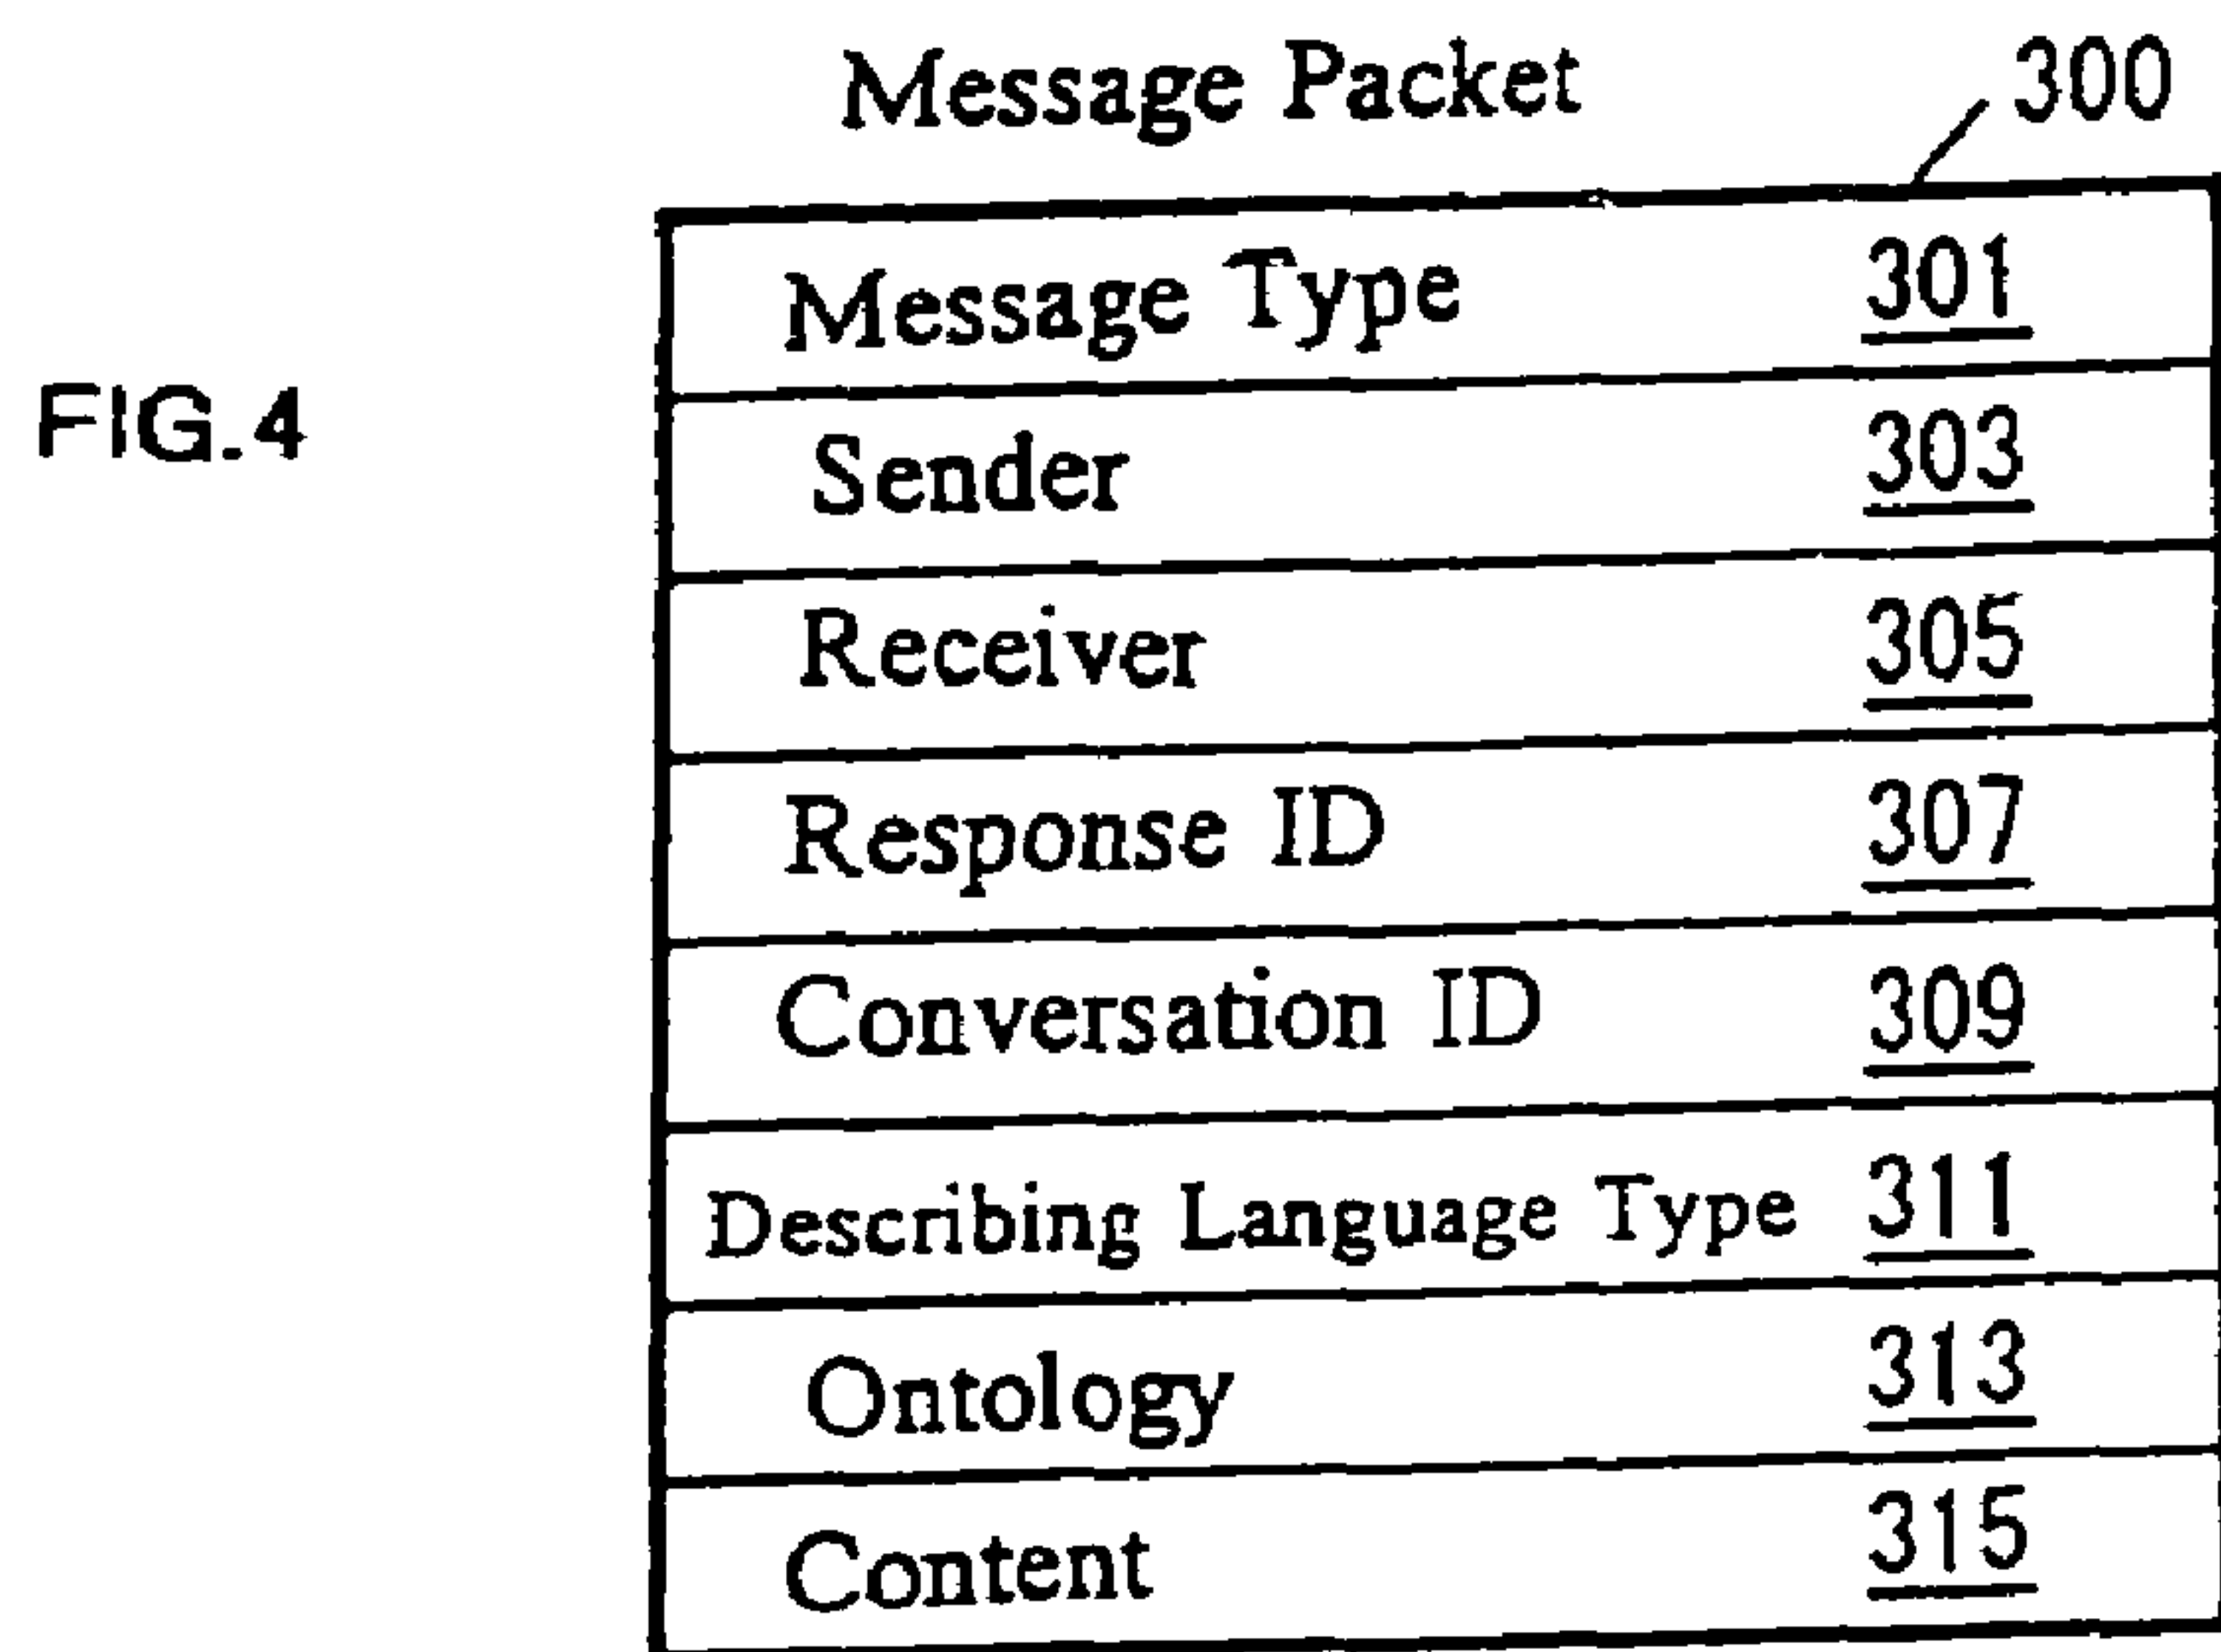 Message Packet 300
FIG.4
Message Type 301
Sender 303
Receiver 305
Response ID 307
Conversation ID 309
Describing Language Type 311
Ontology 313
Content 315